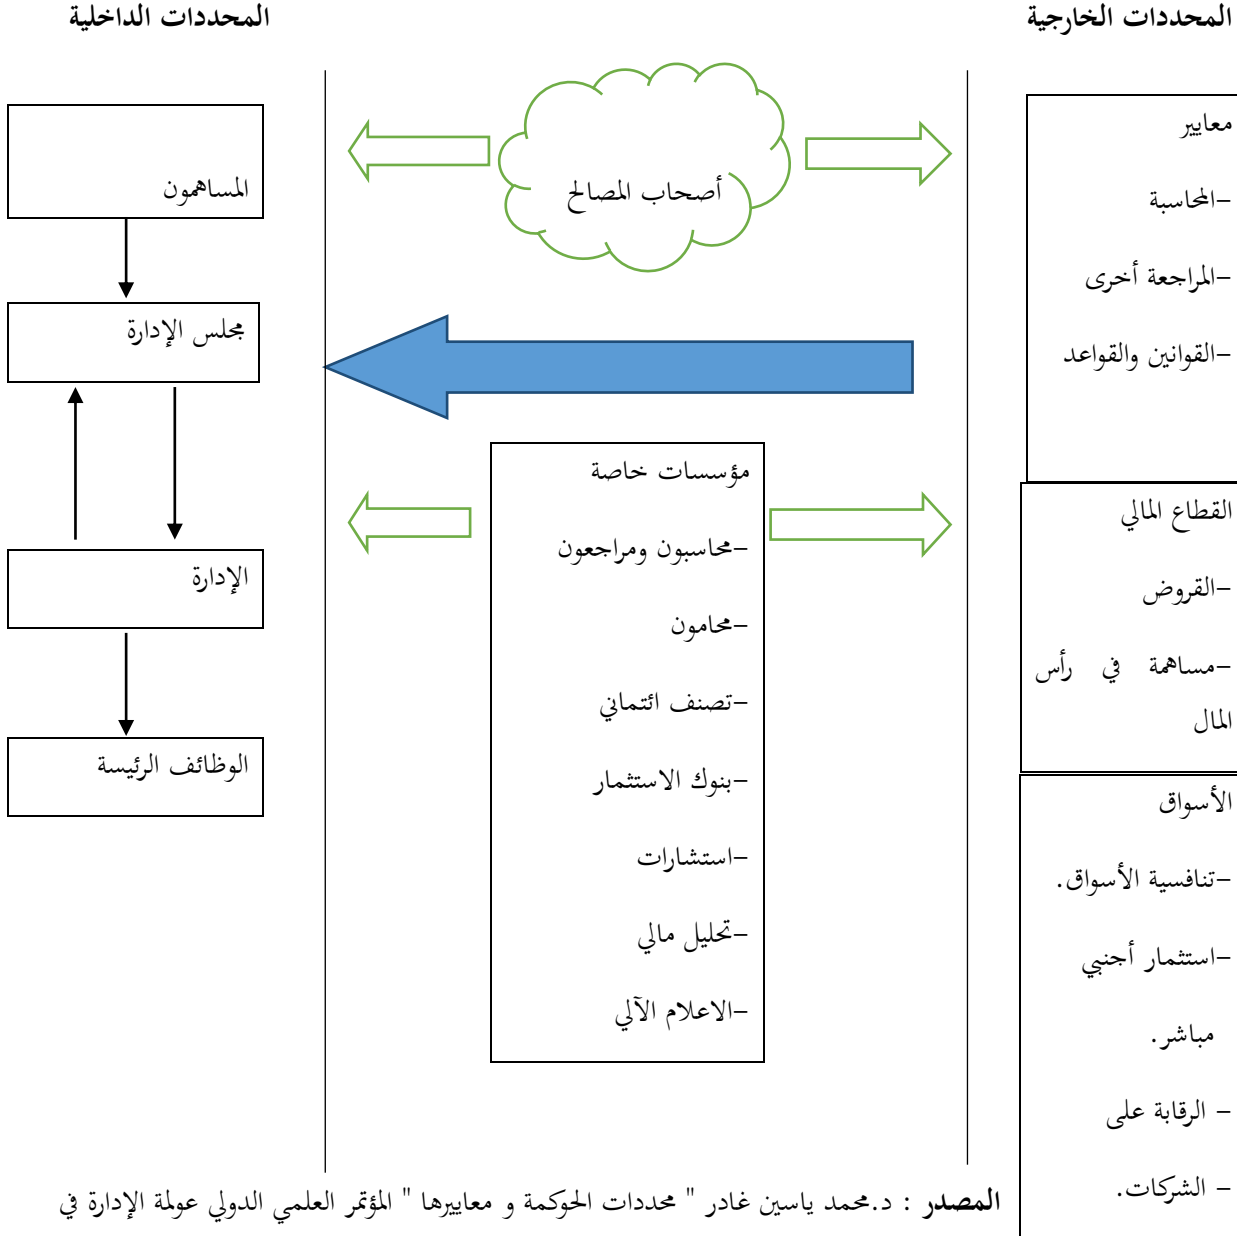 المحددات الخارجية
المحددات الداخلية
معايير
–المحاسبة
–المراجعة أخرى
–القوانين والقواعد
القطاع المالي
–القروض
–مساهمة في رأس
المال
الأسواق
–تنافسية الأسواق.
–استثمار أجنبي
مباشر.
– الرقابة على
– الشركات.
أصحاب المصالح
مؤسسات خاصة
–محاسبون ومراجعون
–محامون
–تصنف ائتماني
–بنوك الاستثمار
–استشارات
–تحليل مالي
–الاعلام الآلي
المساهمون
مجلس الإدارة
الإدارة
الوظائف الرئيسة
المصدر : د.محمد ياسين غادر " محددات الحوكمة و معاييرها " المؤتمر العلمي الدولي عولمة الإدارة في